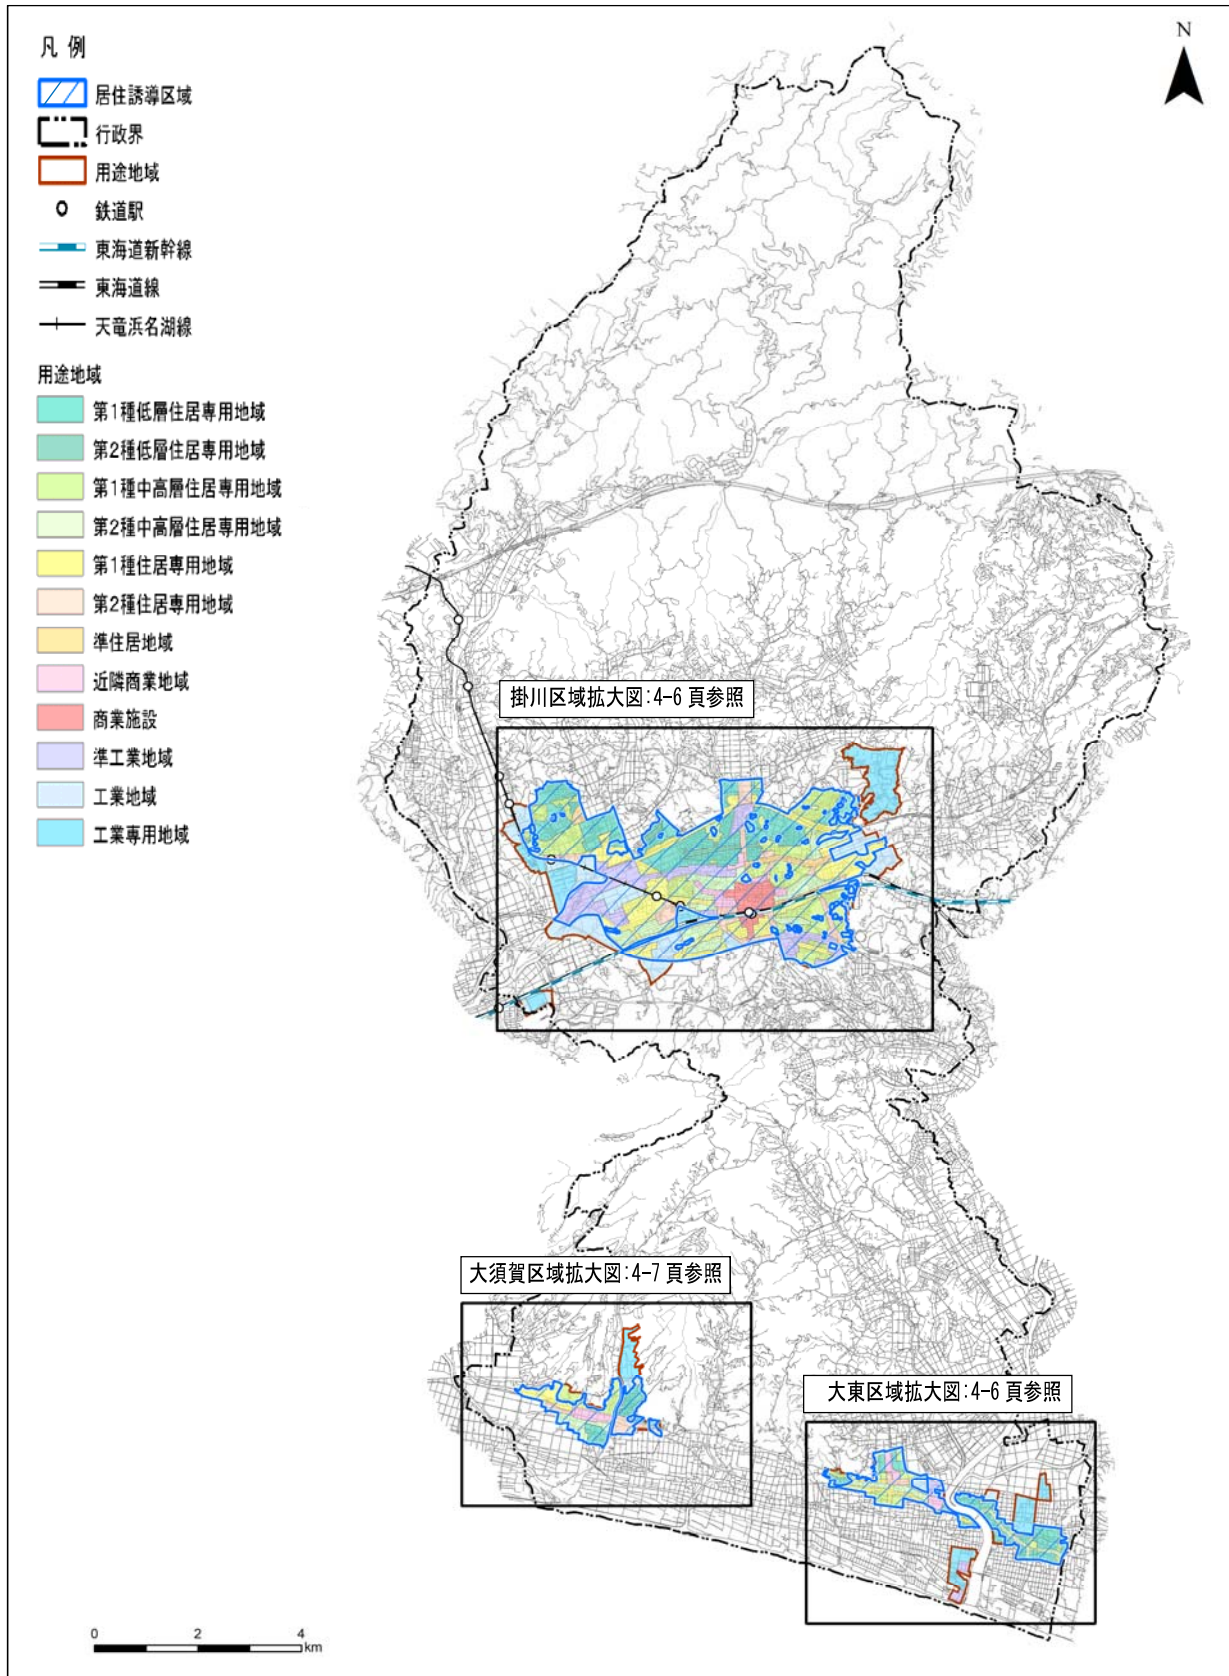 凡 例
居住誘導区域
行政界
用途地域
鉄道駅
東海道新幹線
東海道線
天竜浜名湖線
用途地域
第1種低層住居専用地域
第2種低層住居専用地域
第1種中高層住居専用地域
第2種中高層住居専用地域
第1種住居専用地域
第2種住居専用地域
準住居地域
近隣商業地域
商業施設
準工業地域
工業地域
工業専用地域
N
掛川区域拡大図:4-6 頁参照
大須賀区域拡大図:4-7 頁参照
大東区域拡大図:4-6 頁参照
0 2 4
km